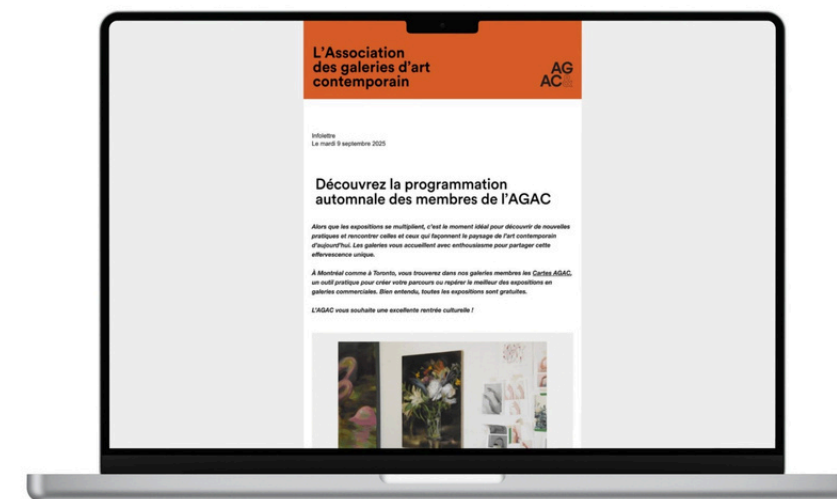 L'Association
des galeries d'art
contemporain
AG
AC&
Infolettre
Le mardi 9 septembre 2025
Découvrez la programmation
automnale des membres de l'AGAC
Alors que les expositions se multiplient, c'est le moment idéal pour découvrir de nouvelles
pratiques et rencontrer celles et ceux qui façonnent le paysage de l'art contemporain
d'aujourd'hui. Les galeries vous accueillent avec enthousiasme pour partager cette
effervescence unique.
À Montréal comme à Toronto, vous trouverez dans nos galeries membres les Cartes AGAC,
un outil pratique pour créer votre parcours ou repérer le meilleur des expositions en
galeries commerciales. Bien entendu, toutes les expositions sont gratuites.
L'AGAC vous souhaite une excellente rentrée culturelle !